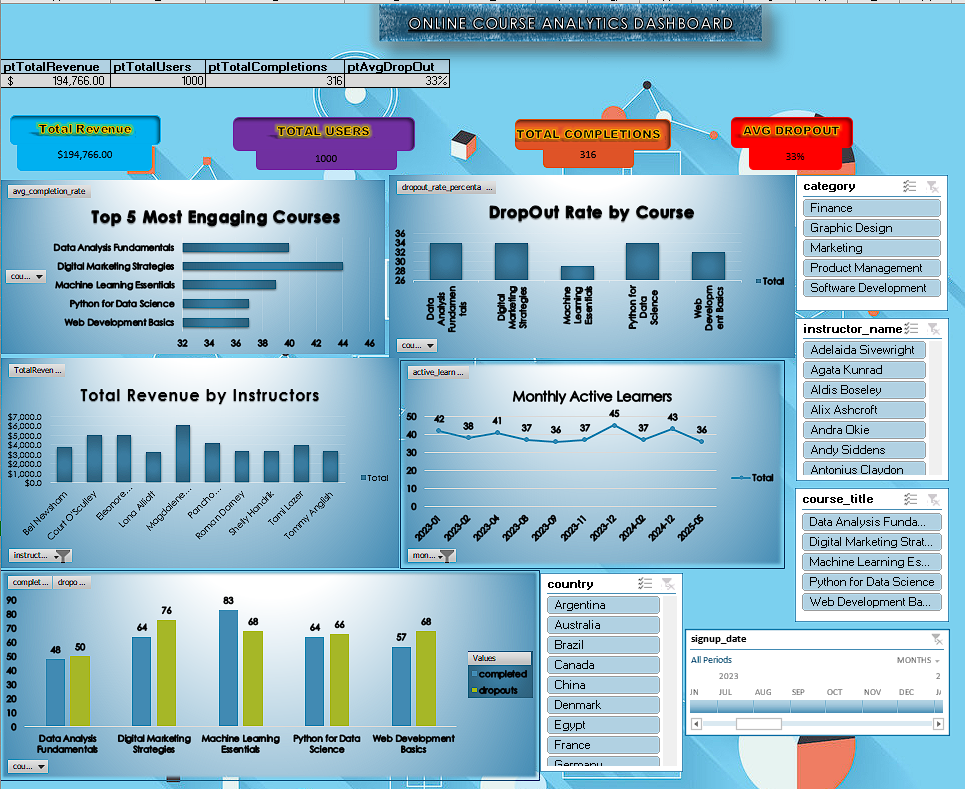 ONLINE COURSE ANALYTICS DASHBOARD
ptTotalRevenue ptTotalUsers ptTotalCompletions ptAvgDropOut
$ 194,766.00 1000 316 33%
Total Revenue
$194,766.00
TOTAL USERS
1000
TOTAL COMPLETIONS
316
AVG DROPOUT
33%
avg_completion_rate
Top 5 Most Engaging Courses
Data Analysis Fundamentals
Digital Marketing Strategies
Machine Learning Essentials
Python for Data Science
Web Development Basics
32 34 36 38 40 42 44 46
cou...
dropout_rate_percenta ...
DropOut Rate by Course
36
34
32
30
28
26
Data Analysis Fundamentals
Digital Marketing Strategies
Machine Learning Essentials
Python for Data Science
Web Development Basics
Total
cou...
category
Finance
Graphic Design
Marketing
Product Management
Software Development
instructor_name
Adelaida Sivewright
Agata Kunrad
Aldis Boseley
Alix Ashcroft
Andra Okie
Andy Siddens
Antonius Claydon
TotalReven ...
Total Revenue by Instructors
$7,000.0
$6,000.0
$5,000.0
$4,000.0
$3,000.0
$2,000.0
$1,000.0
$0.0
Bel Nevsham
Court O'Sculley
Eleonore...
Lona Alliott
Magdalene...
Pancho...
Roman Domey
Shelly Handrik
Tami Lazer
Tommy Anglish
Total
instruct...
active_learn ...
Monthly Active Learners
50
40
30
20
10
0
42 38 41 37 36 37 45 37 43 36
2023-01
2023-02
2023-04
2023-08
2023-09
2023-11
2023-12
2024-02
2024-12
2025-05
Total
mon...
course_title
Data Analysis Funda...
Digital Marketing Strat...
Machine Learning Es...
Python for Data Science
Web Development Ba...
complet ... dropo ...
90
80
70
60
50
40
30
20
10
0
48 50 64 76 83 68 64 66 57 68
Data Analysis Fundamentals
Digital Marketing Strategies
Machine Learning Essentials
Python for Data Science
Web Development Basics
Values
completed
dropouts
cou...
country
Argentina
Australia
Brazil
Canada
China
Denmark
Egypt
France
Germany
signup_date
All Periods MONTHS
2023 2
JN JUL AUG SEP OCT NOV DEC